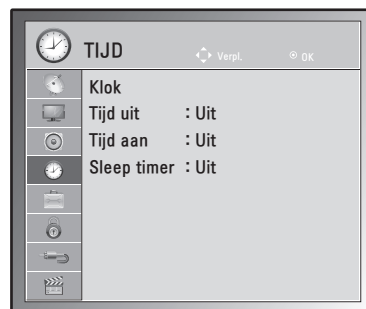 TIJD Verpl. OK
Klok
Tijd uit : Uit
Tijd aan : Uit
Sleep timer : Uit